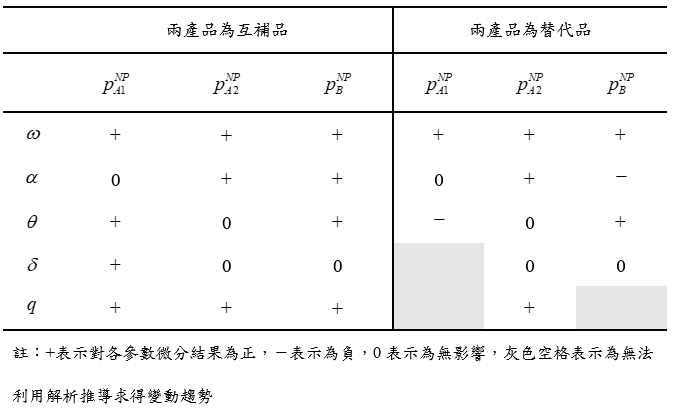 兩產品為互補品 兩產品為替代品
p_{A1}^{NP} p_{A2}^{NP} p_{B}^{NP} p_{A1}^{NP} p_{A2}^{NP} p_{B}^{NP}
ω + + + + + +
α 0 + + 0 + −
θ + 0 + − 0 +
δ + 0 0 0 0
q + + + +
註：+表示對各參數微分結果為正，－表示為負，0 表示為無影響，灰色空格表示為無法
利用解析推導求得變動趨勢